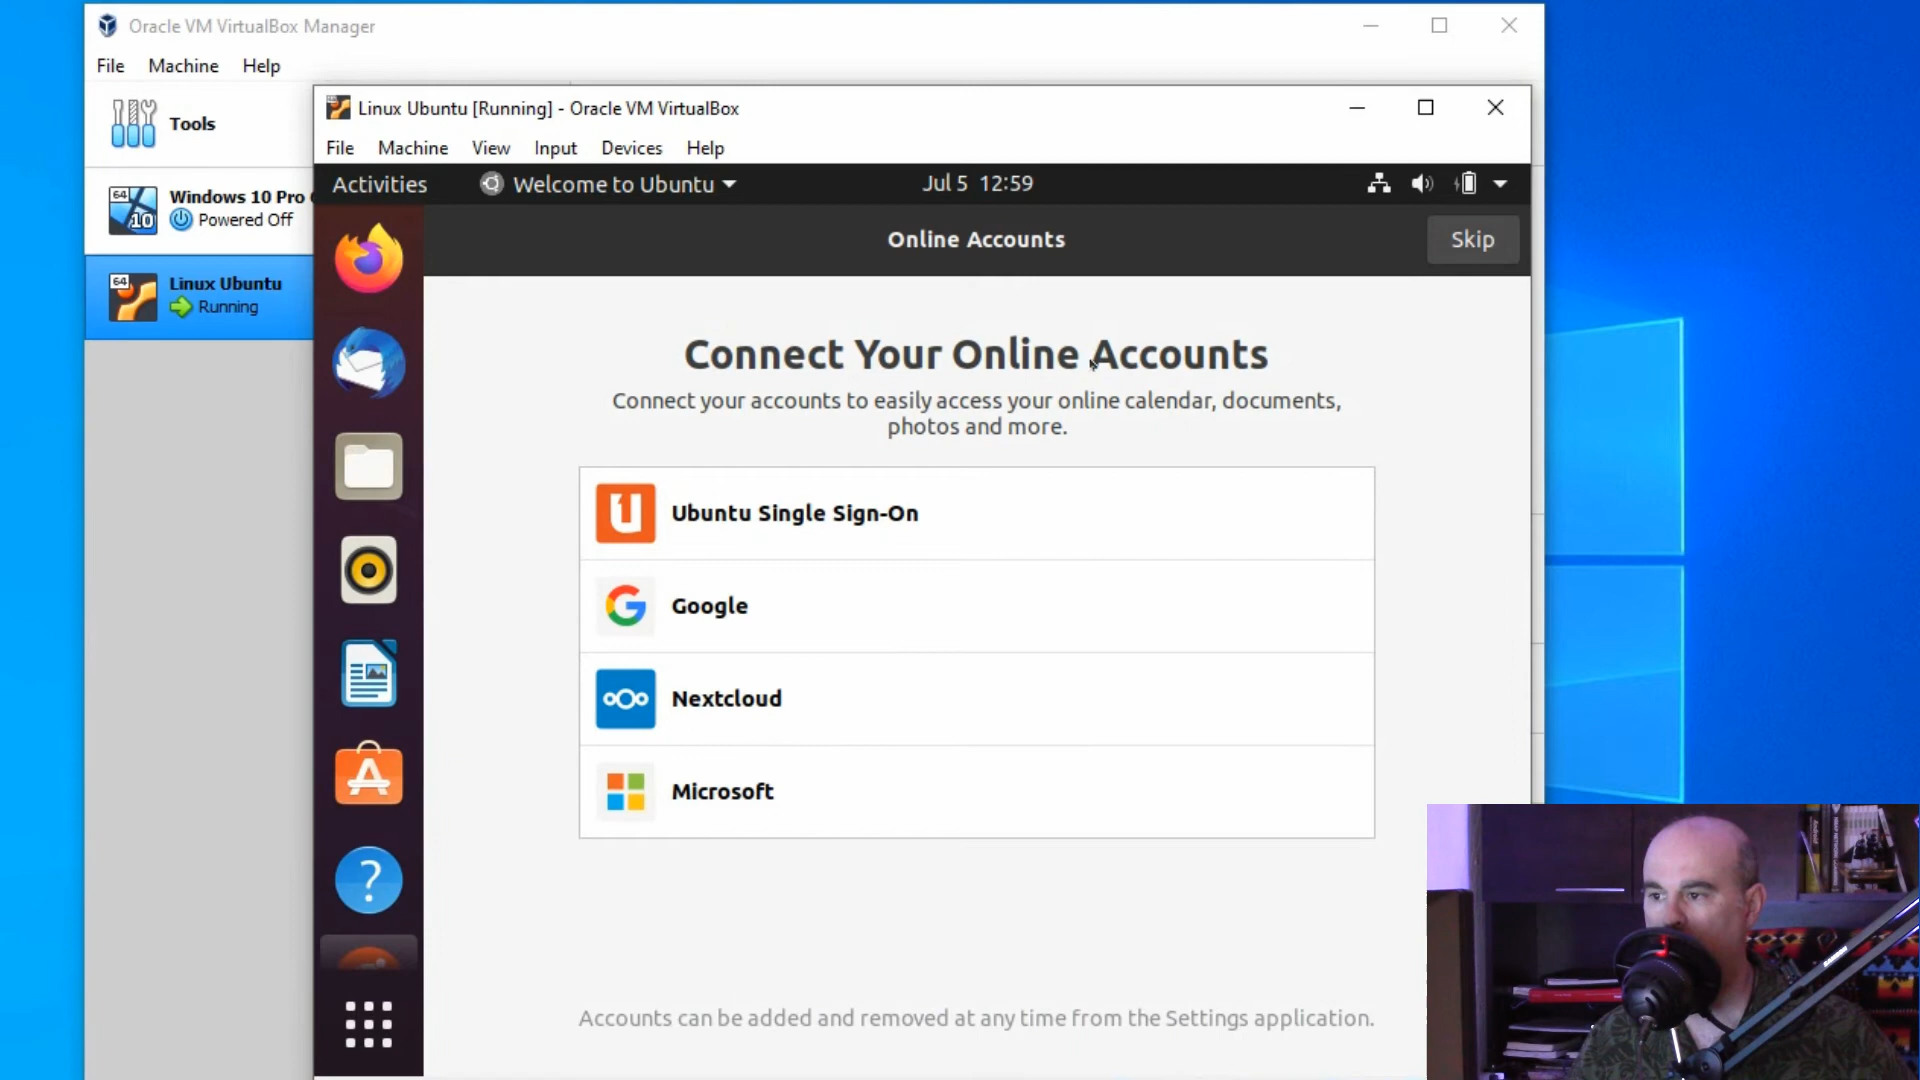 Oracle VM VirtualBox Manager
File Machine Help
Tools
64
10
Windows 10 Pro
Powered Off
64
Linux Ubuntu
Running
Linux Ubuntu [Running] - Oracle VM VirtualBox
File Machine View Input Devices Help
Activities Welcome to Ubuntu Jul 5 12:59
Online Accounts
Skip
Connect Your Online Accounts
Connect your accounts to easily access your online calendar, documents,
photos and more.
Ubuntu Single Sign-On
Google
Nextcloud
Microsoft
Accounts can be added and removed at any time from the Settings application.